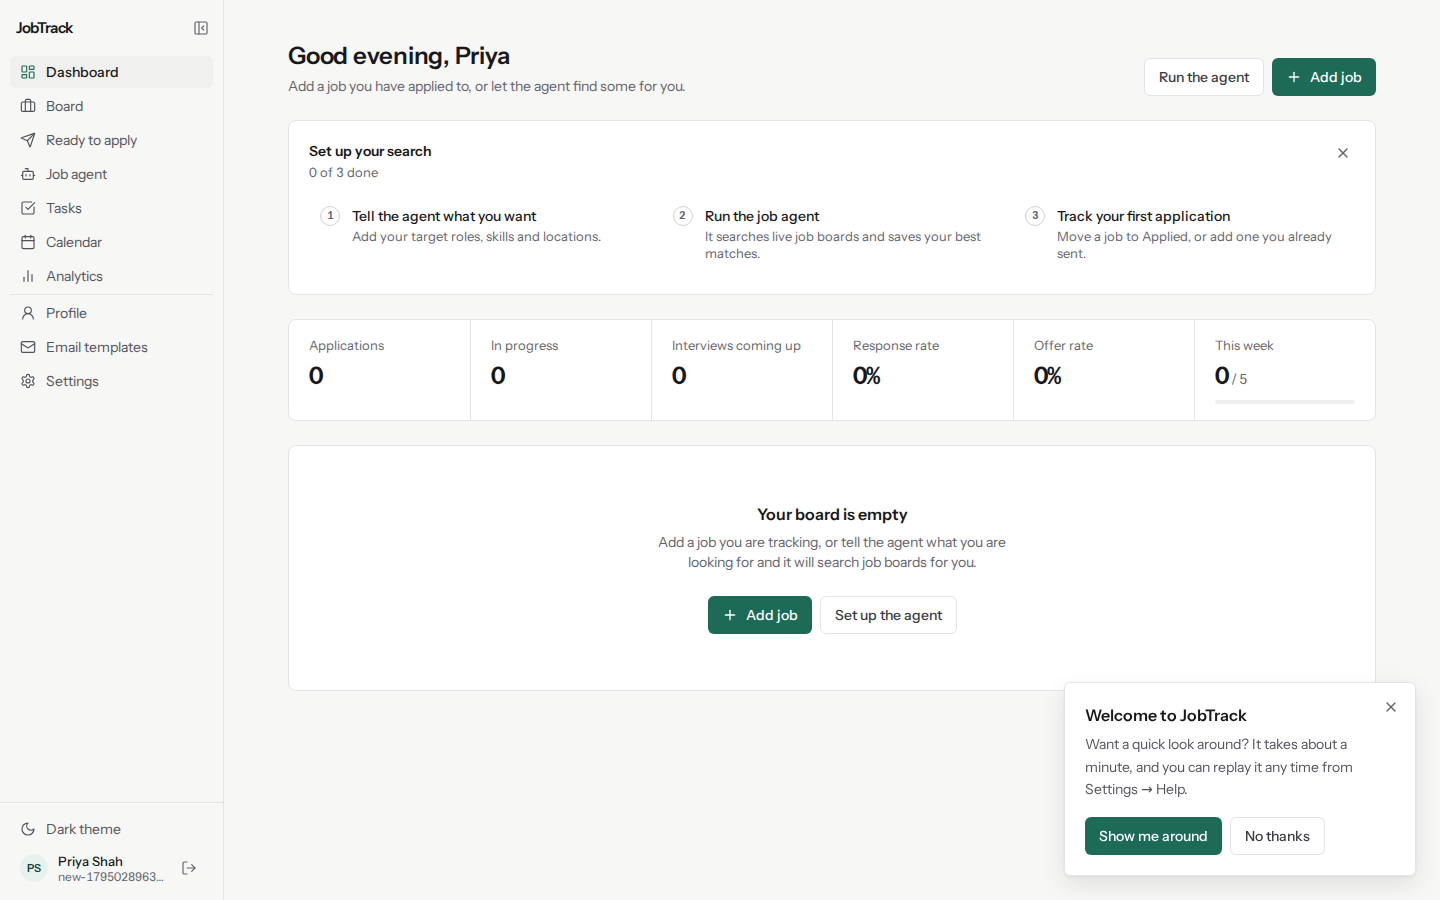 JobTrack
Dashboard
Board
Ready to apply
Job agent
Tasks
Calendar
Analytics
Profile
Email templates
Settings
Dark theme
PS
Priya Shah
new-1795028963...
Good evening, Priya
Add a job you have applied to, or let the agent find some for you.
Run the agent
Add job
Set up your search
0 of 3 done
1
Tell the agent what you want
Add your target roles, skills and locations.
2
Run the job agent
It searches live job boards and saves your best
matches.
3
Track your first application
Move a job to Applied, or add one you already
sent.
Applications
0
In progress
0
Interviews coming up
0
Response rate
0%
Offer rate
0%
This week
0 / 5
Your board is empty
Add a job you are tracking, or tell the agent what you are
looking for and it will search job boards for you.
Add job
Set up the agent
Welcome to JobTrack
Want a quick look around? It takes about a
minute, and you can replay it any time from
Settings → Help.
Show me around
No thanks